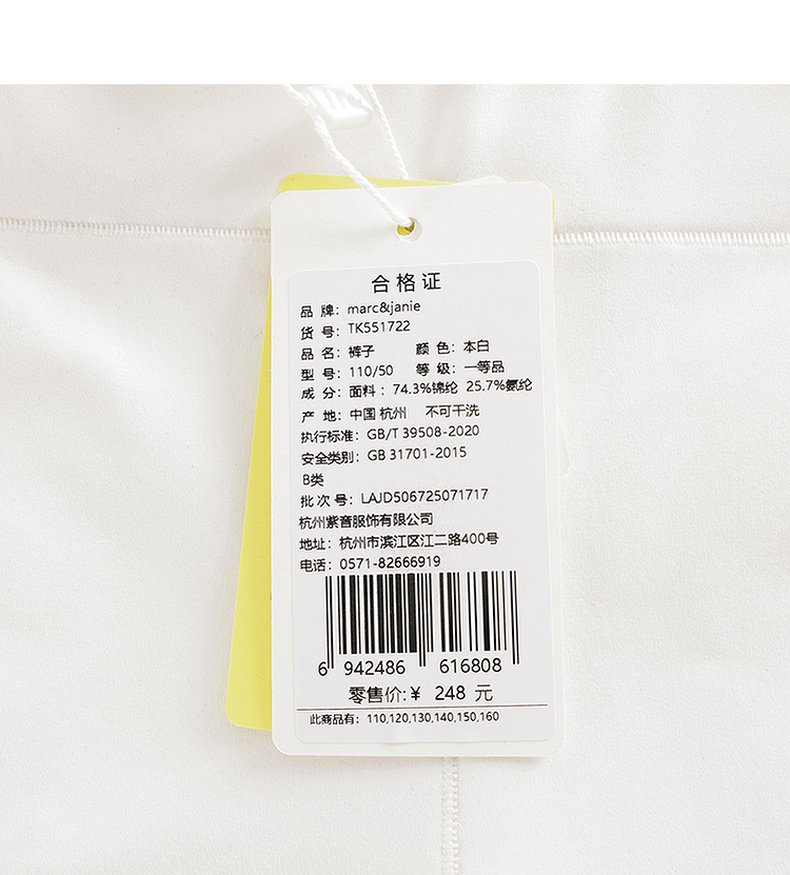 合格证
品 牌：marc&janie
货 号：TK551722
品 名：裤子 颜 色：本白
型 号：110/50 等 级：一等品
成 分：面料：74.3%锦纶 25.7%氨纶
产 地：中国 杭州 不可干洗
执行标准：GB/T 39508-2020
安全类别：GB 31701-2015
B类
批 次 号：LAJD506725071717
杭州紫音服饰有限公司
地址：杭州市滨江区江二路400号
电话：0571-82666919
6 942486 616808
零售价:￥ 248 元
此商品有：110,120,130,140,150,160